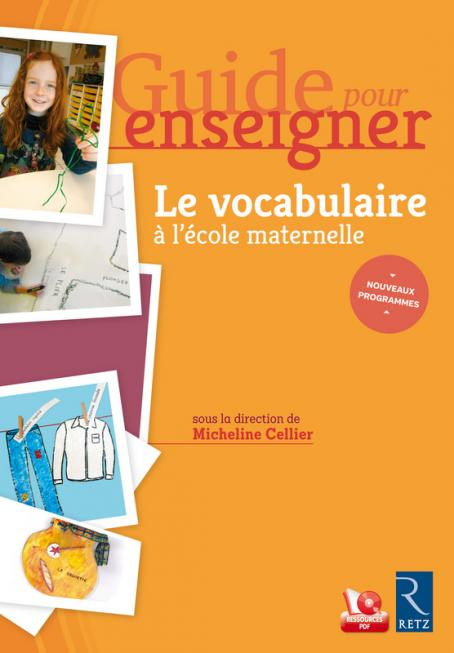 Guide pour
enseigner
Le vocabulaire
à l'école maternelle
NOUVEAUX
PROGRAMMES
sous la direction de
Micheline Cellier
RESSOURCES
PDF
R
RETZ